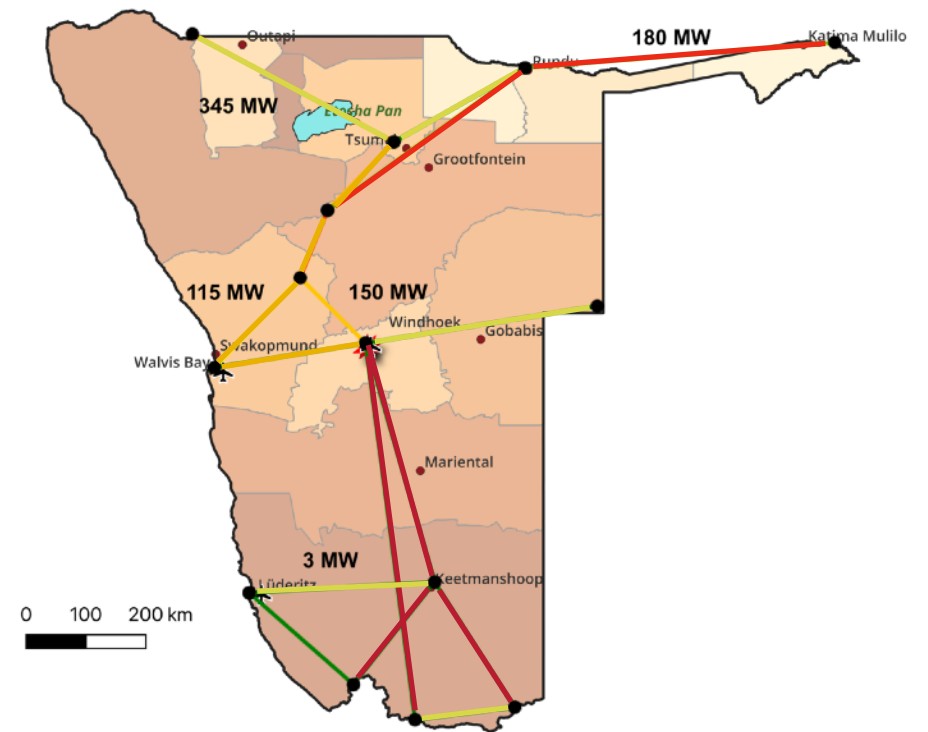 180 MW
Katima Mulilo
Outapi
Rundu
345 MW
Etosha Pan
Tsum
Grootfontein
115 MW
150 MW
Windhoek
Gobabis
Swakopmund
Walvis Bay
Mariental
3 MW
Keetmanshoop
Lüderitz
0 100 200 km